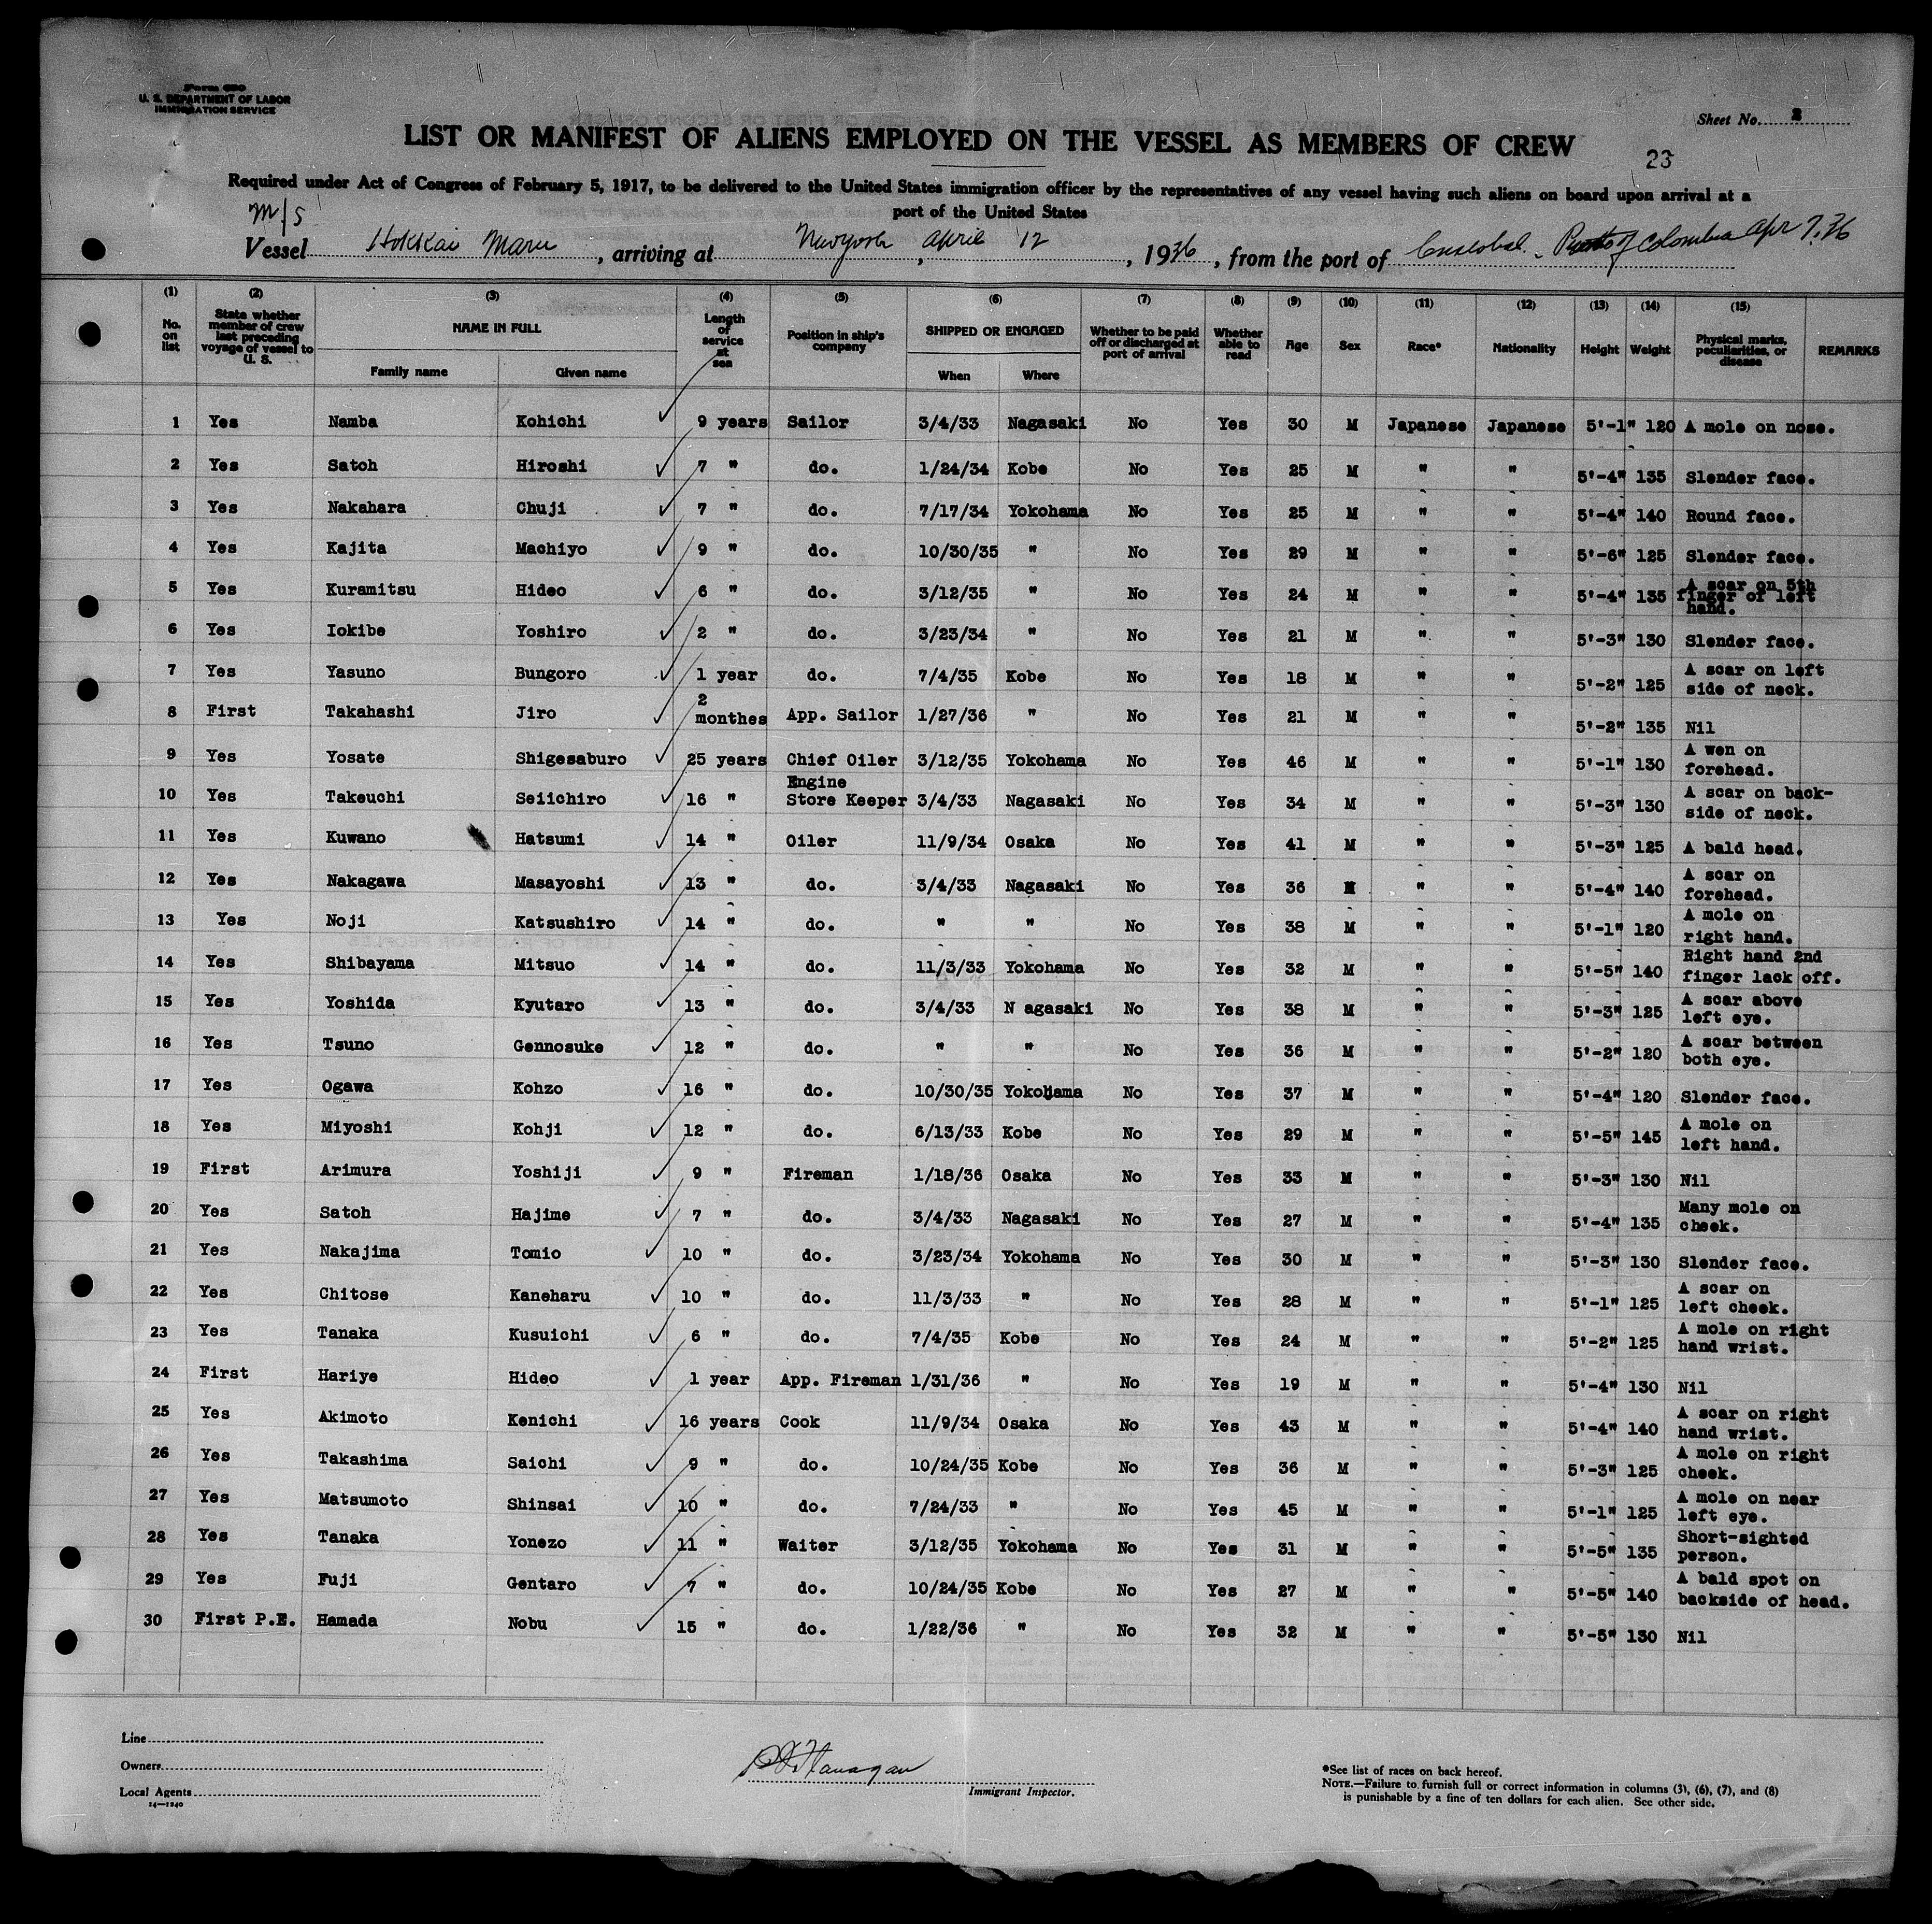 Form 680
U. S. DEPARTMENT OF LABOR
IMMIGRATION SERVICE
Sheet No. 2
LIST OR MANIFEST OF ALIENS EMPLOYED ON THE VESSEL AS MEMBERS OF CREW
23
Required under Act of Congress of February 5, 1917, to be delivered to the United States immigration officer by the representatives of any vessel having such aliens on board upon arrival at a
port of the United States
M/S
Vessel Hokkai Maru, arriving at New York, April 12, 1936, from the port of Cristobal. Puerto Colombia Apr 7.36
(1) (2) (3) (4) (5) (6) (7) (8) (9) (10) (11) (12) (13) (14) (15)
No. on list State whether member of crew last preceding voyage of vessel to U. S. NAME IN FULL Length of service at sea Position in ship's company SHIPPED OR ENGAGED Whether to be paid off or discharged at port of arrival Whether able to read Age Sex Race* Nationality Height Weight Physical marks, peculiarities, or disease REMARKS
Family name Given name When Where
1 Yes Namba Kohichi 9 years Sailor 3/4/33 Nagasaki No Yes 30 M Japanese Japanese 5'-1" 120 A mole on nose.
2 Yes Satoh Hiroshi 7 " do. 1/24/34 Kobe No Yes 25 M " " 5'-4" 135 Slender face.
3 Yes Nakahara Chuji 7 " do. 7/17/34 Yokohama No Yes 25 M " " 5'-4" 140 Round face.
4 Yes Kajita Machiyo 9 " do. 10/30/35 " No Yes 29 M " " 5'-6" 125 Slender face.
5 Yes Kuramitsu Hideo 6 " do. 3/12/35 " No Yes 24 M " " 5'-4" 135 A scar on 5th finger of left hand.
6 Yes Iokibe Yoshiro 2 " do. 3/23/34 " No Yes 21 M " " 5'-3" 130 Slender face.
7 Yes Yasuno Bungoro 1 year do. 7/4/35 Kobe No Yes 18 M " " 5'-2" 125 A scar on left side of neck.
8 First Takahashi Jiro 2 monthes App. Sailor 1/27/36 " No Yes 21 M " " 5'-2" 135 Nil
9 Yes Yosate Shigesaburo 25 years Chief Oiler 3/12/35 Yokohama No Yes 46 M " " 5'-1" 130 A wen on forehead.
10 Yes Takeuchi Seiichiro 16 " Engine Store Keeper 3/4/33 Nagasaki No Yes 34 M " " 5'-3" 130 A scar on back-side of neck.
11 Yes Kuwano Hatsumi 14 " Oiler 11/9/34 Osaka No Yes 41 M " " 5'-3" 125 A bald head.
12 Yes Nakagawa Masayoshi 13 " do. 3/4/33 Nagasaki No Yes 36 M " " 5'-4" 140 A scar on forehead.
13 Yes Noji Katsushiro 14 " do. " " No Yes 38 M " " 5'-1" 120 A mole on right hand.
14 Yes Shibayama Mitsuo 14 " do. 11/3/33 Yokohama No Yes 32 M " " 5'-5" 140 Right hand 2nd finger lack off.
15 Yes Yoshida Kyutaro 13 " do. 3/4/33 N agasaki No Yes 38 M " " 5'-3" 125 A scar above left eye.
16 Yes Tsuno Gennosuke 12 " do. " " No Yes 36 M " " 5'-2" 120 A scar between both eye.
17 Yes Ogawa Kohzo 16 " do. 10/30/35 Yokohama No Yes 37 M " " 5'-4" 120 Slender face.
18 Yes Miyoshi Kohji 12 " do. 6/13/33 Kobe No Yes 29 M " " 5'-5" 145 A mole on left hand.
19 First Arimura Yoshiji 9 " Fireman 1/18/36 Osaka No Yes 33 M " " 5'-3" 130 Nil
20 Yes Satoh Hajime 7 " do. 3/4/33 Nagasaki No Yes 27 M " " 5'-4" 135 Many mole on cheek.
21 Yes Nakajima Tomio 10 " do. 3/23/34 Yokohama No Yes 30 M " " 5'-3" 130 Slender face.
22 Yes Chitose Kaneharu 10 " do. 11/3/33 " No Yes 28 M " " 5'-1" 125 A scar on left cheek.
23 Yes Tanaka Kusuichi 6 " do. 7/4/35 Kobe No Yes 24 M " " 5'-2" 125 A mole on right hand wrist.
24 First Hariye Hideo 1 year App. Fireman 1/31/36 " No Yes 19 M " " 5'-4" 130 Nil
25 Yes Akimoto Kenichi 16 years Cook 11/9/34 Osaka No Yes 43 M " " 5'-4" 140 A scar on right hand wrist.
26 Yes Takashima Saichi 9 " do. 10/24/35 Kobe No Yes 36 M " " 5'-3" 125 A mole on right cheek.
27 Yes Matsumoto Shinsai 10 " do. 7/24/33 " No Yes 45 M " " 5'-1" 125 A mole on near left eye.
28 Yes Tanaka Yonezo 11 " Waiter 3/12/35 Yokohama No Yes 31 M " " 5'-5" 135 Short-sighted person.
29 Yes Fuji Gentaro 7 " do. 10/24/35 Kobe No Yes 27 M " " 5'-5" 140 A bald spot on backside of head.
30 First P.E. Hamada Nobu 15 " do. 1/22/36 " No Yes 32 M " " 5'-5" 130 Nil
Line
Owners
Local Agents
14—1240
Flanagan
Immigrant Inspector.
*See list of races on back hereof.
NOTE.—Failure to furnish full or correct information in columns (3), (6), (7), and (8)
is punishable by a fine of ten dollars for each alien. See other side.